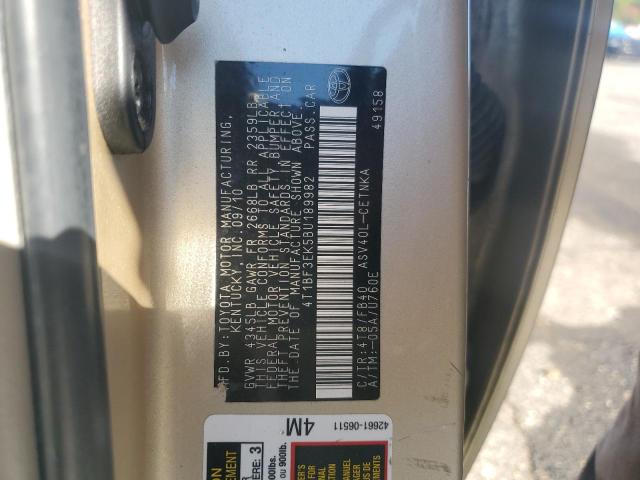 MFD.BY: TOYOTA MOTOR MANUFACTURING,
KENTUCKY, INC. 09/10
GVWR 4345LB GAWR FR 2668LB RR 2359LB
THIS VEHICLE CONFORMS TO ALL APPLICABLE
FEDERAL MOTOR VEHICLE SAFETY, BUMPER AND
THEFT PREVENTION STANDARDS IN EFFECT ON
THE DATE OF MANUFACTURE SHOWN ABOVE.
4T1BF3EK5BU189982 PASS.CAR
C/TR:4T8/FB40 ASV40L-CETNKA
A/TM:-05A/U760E 49158
4M
42661-06511